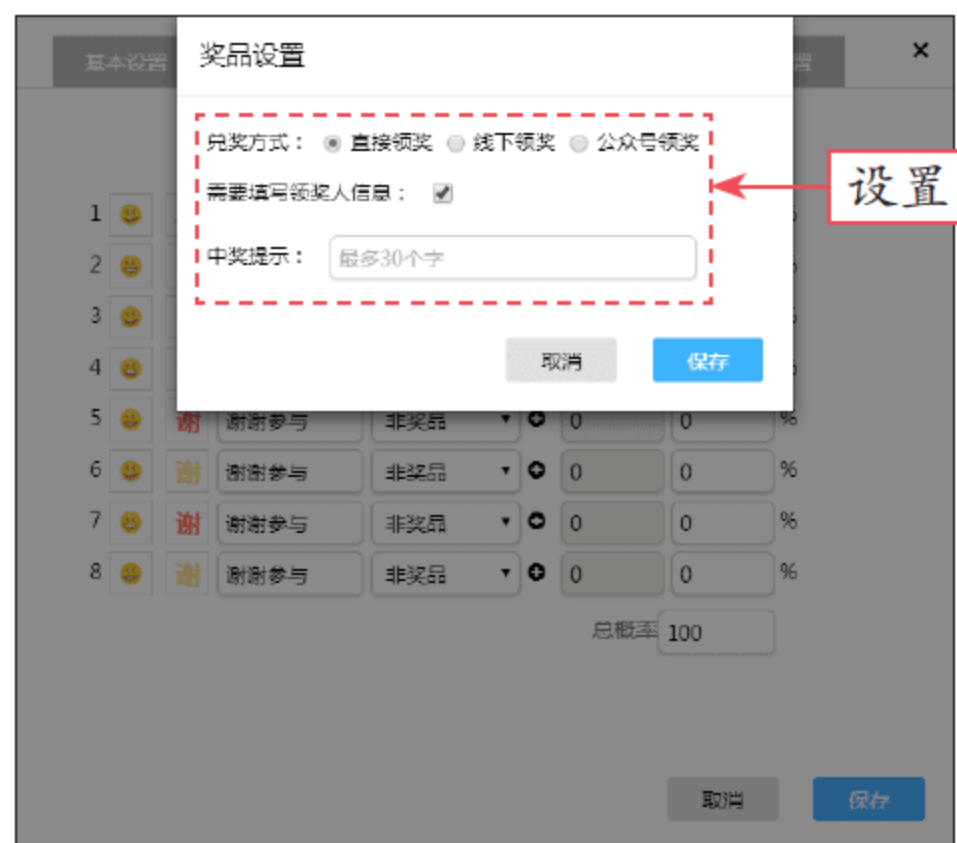 基本设置
奖品设置
置
×
兑奖方式： 直接领奖 线下领奖 公众号领奖
需要填写领奖人信息：
设置
中奖提示： 最多30个字
1
2
3
4
取消 保存
5 谢 谢谢参与 非奖品 0 0 %
6 谢 谢谢参与 非奖品 0 0 %
7 谢 谢谢参与 非奖品 0 0 %
8 谢 谢谢参与 非奖品 0 0 %
总概率 100
取消 保存